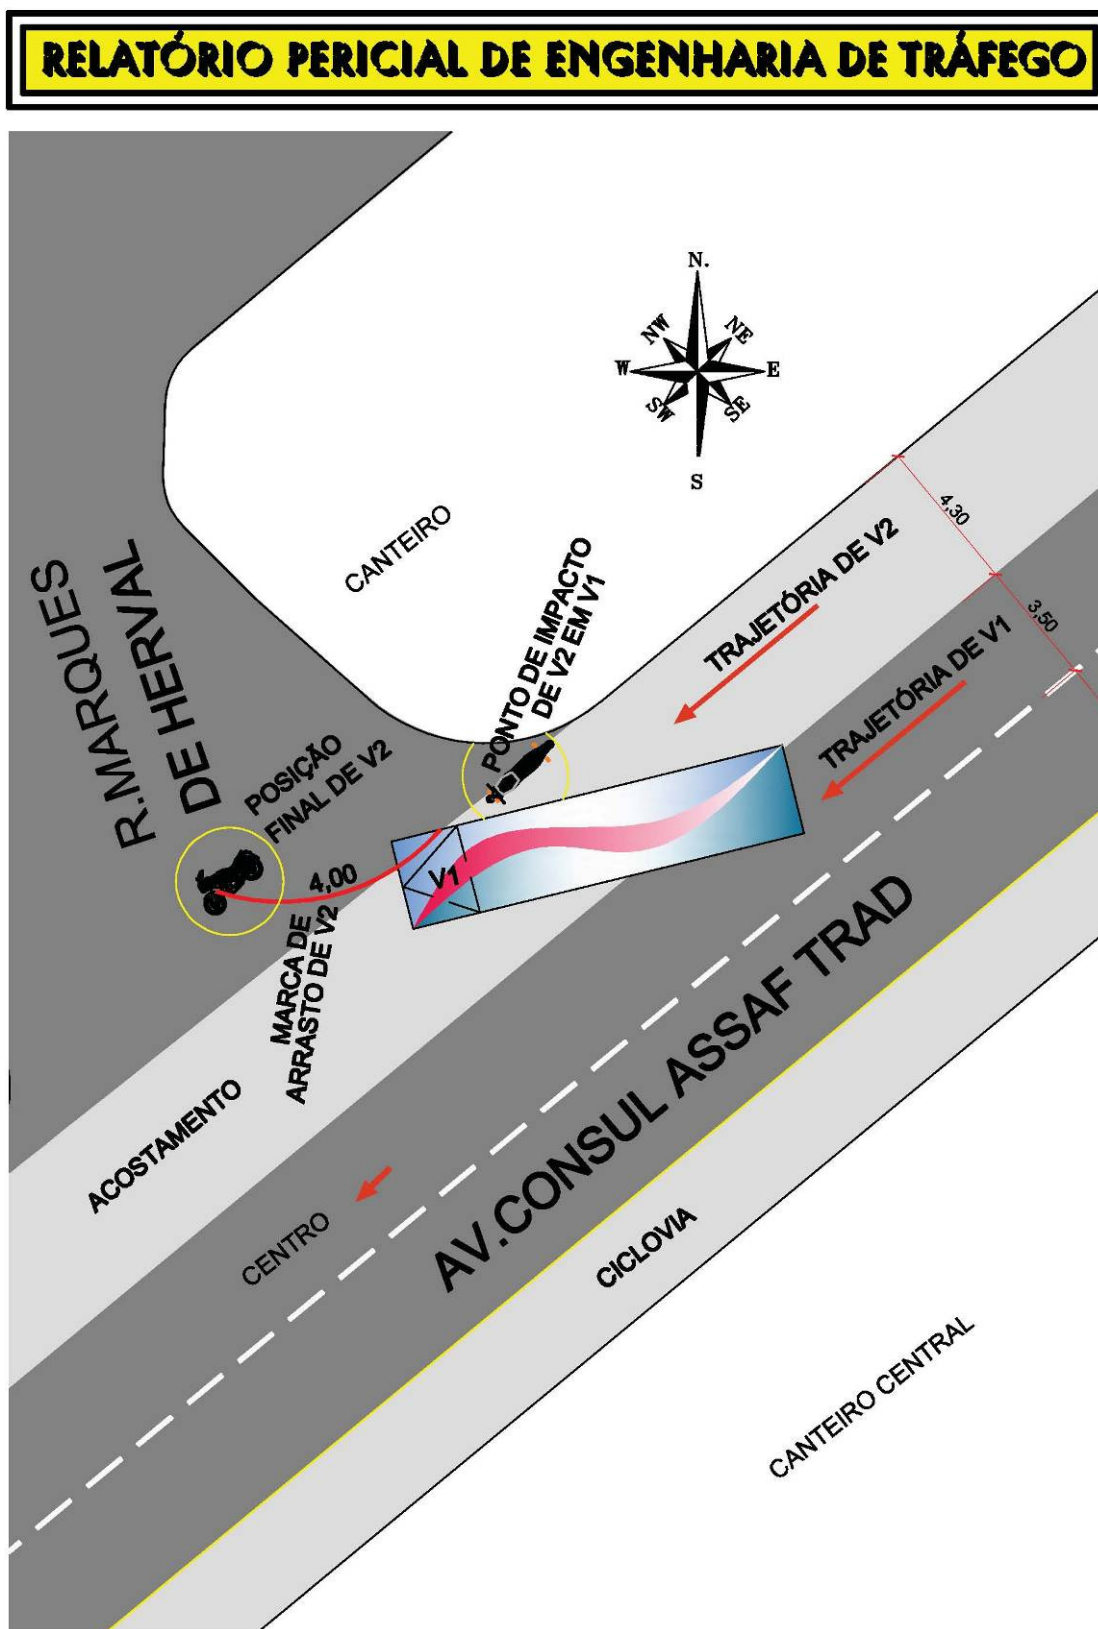 RELATÓRIO PERICIAL DE ENGENHARIA DE TRÁFEGO
N.
NW
NE
W
E
SW
SE
S
CANTEIRO
4,30
3,50
TRAJETÓRIA DE V2
TRAJETÓRIA DE V1
R.MARQUES
DE HERVAL
PONTO DE IMPACTO
DE V2 EM V1
POSIÇÃO
FINAL DE V2
4,00
V1
MARCA DE
ARRASTO DE V2
ACOSTAMENTO
CENTRO
AV.CONSUL ASSAF TRAD
CICLOVIA
CANTEIRO CENTRAL